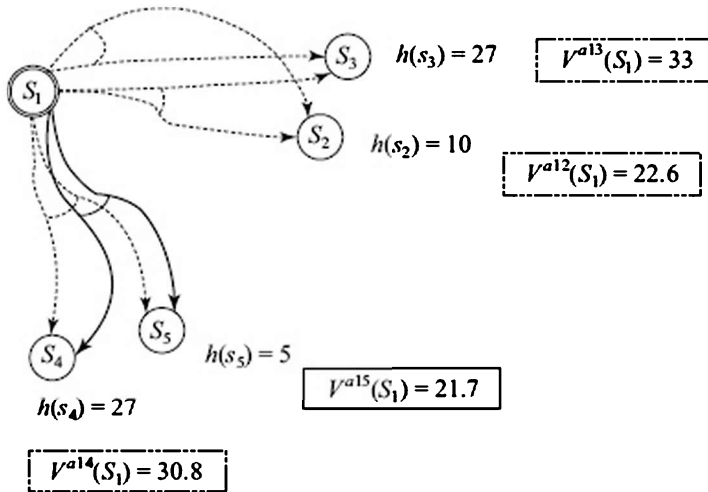 S₃ h(s₃) = 27 V^{a13}(S₁) = 33
S₁
S₂ h(s₂) = 10
V^{a12}(S₁) = 22.6
S₅
S₄ h(s₅) = 5
V^{a15}(S₁) = 21.7
h(s₄) = 27
V^{a14}(S₁) = 30.8